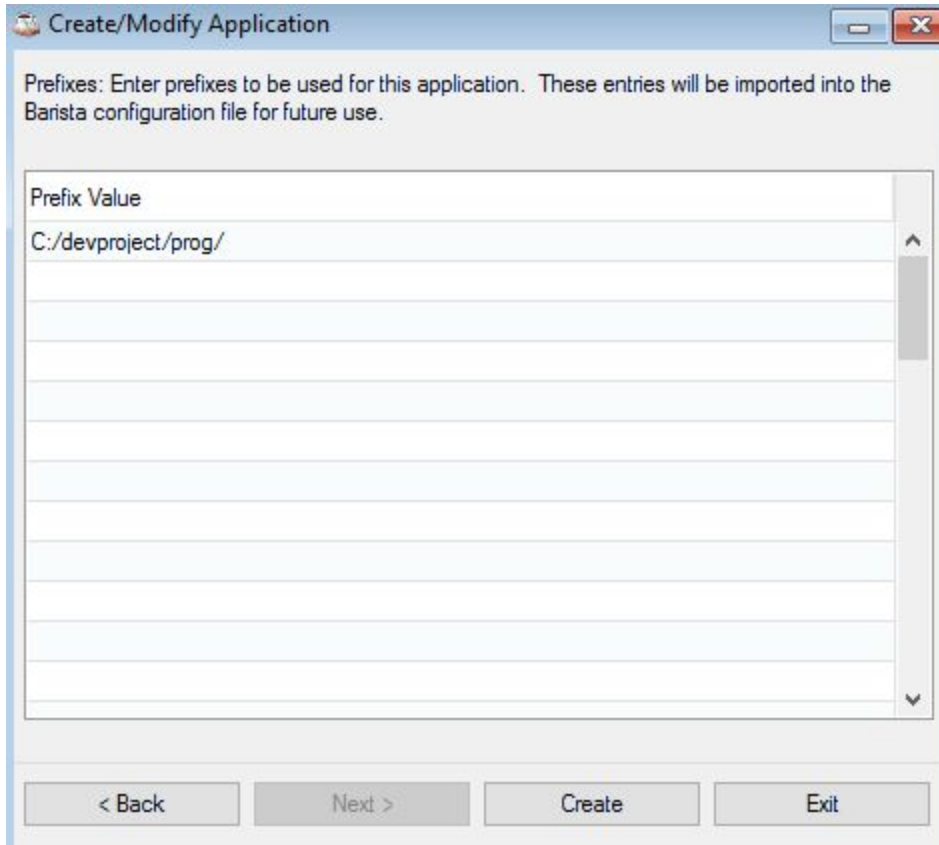 Create/Modify Application
Prefixes: Enter prefixes to be used for this application.  These entries will be imported into the
Barista configuration file for future use.
Prefix Value
C:/devproject/prog/
< Back
Next >
Create
Exit